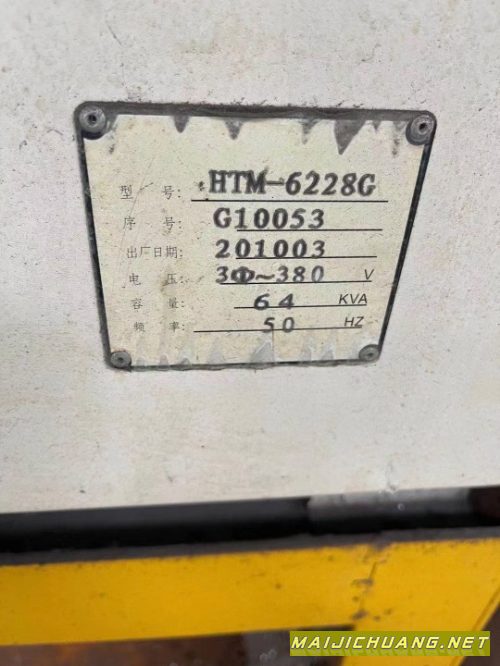 型 号: HTM-6228G
序 号: G10053
出厂日期: 201003
电 压: 3Φ~380 V
容 量: 64 KVA
频 率: 50 HZ
MAIJICHUANG.NET